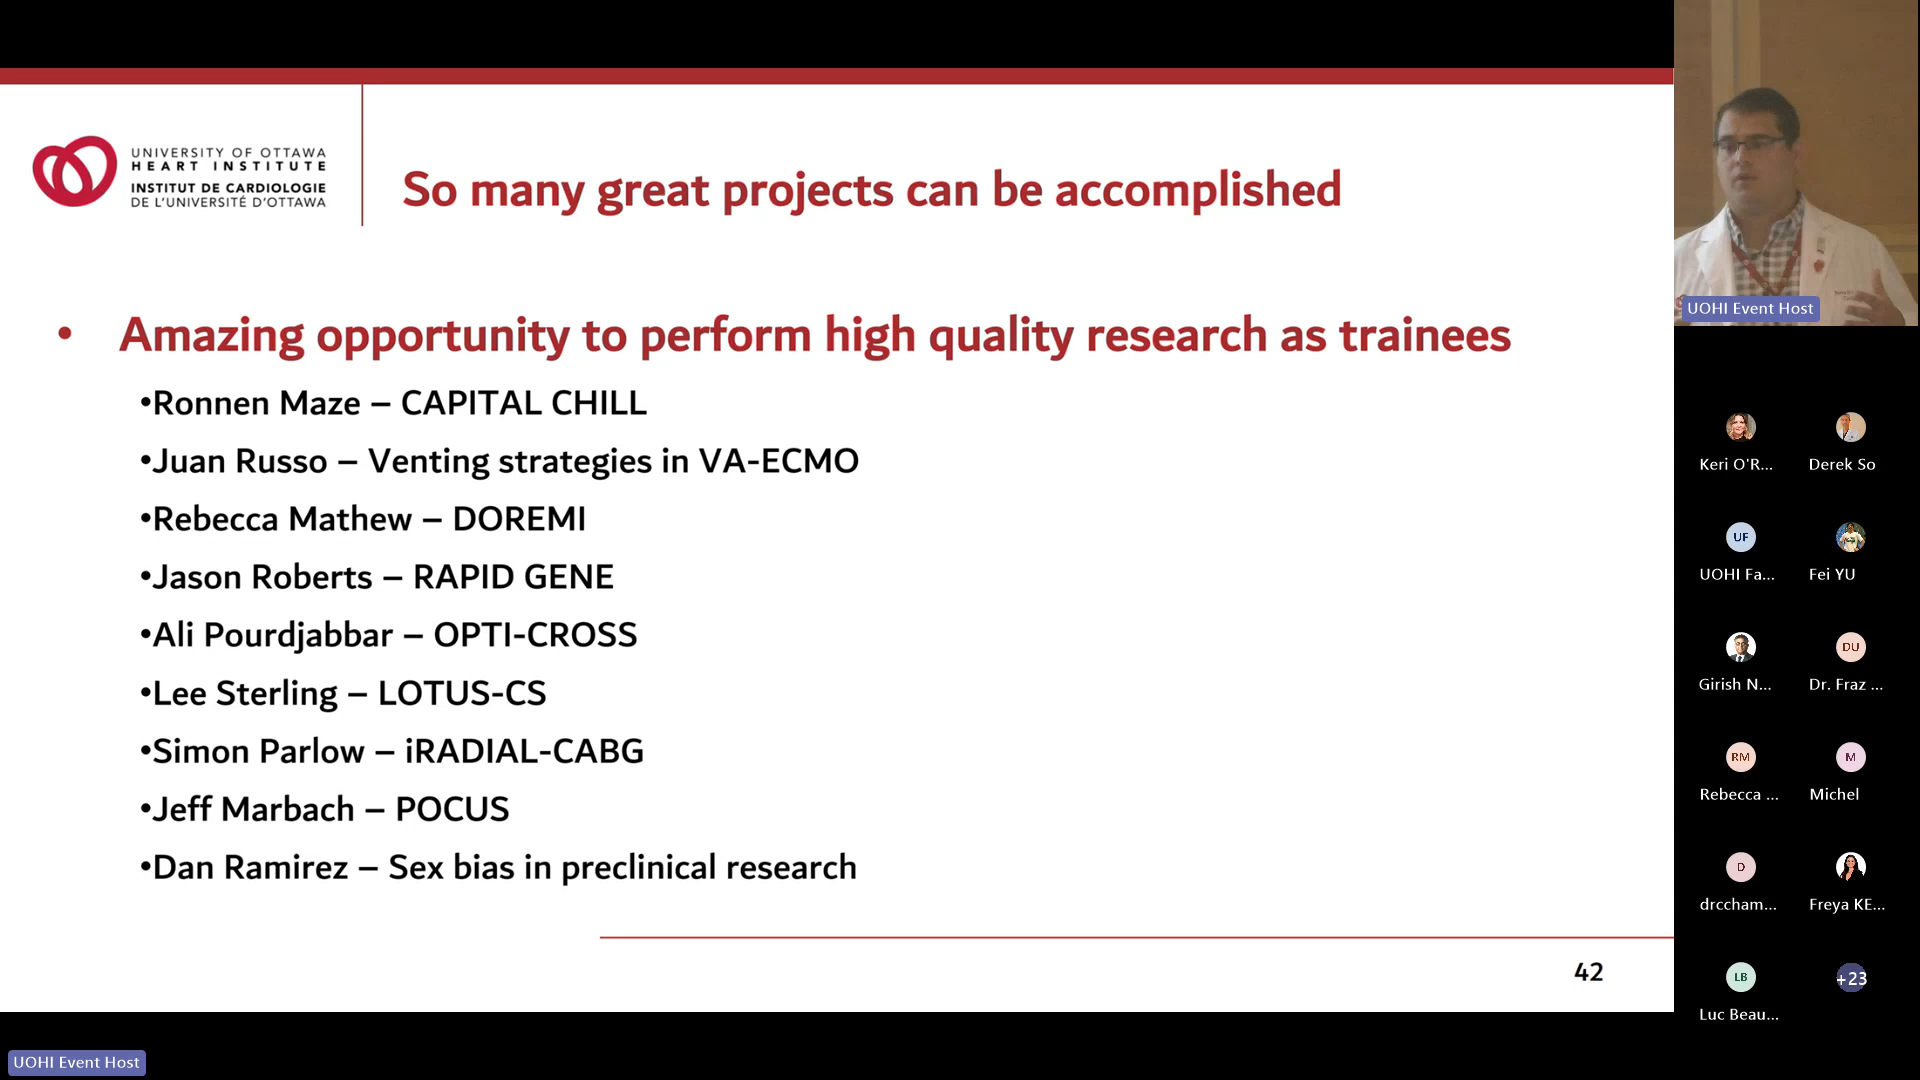 UNIVERSITY OF OTTAWA
HEART INSTITUTE
INSTITUT DE CARDIOLOGIE
DE L'UNIVERSITÉ D'OTTAWA
So many great projects can be accomplished
• Amazing opportunity to perform high quality research as trainees
•Ronnen Maze – CAPITAL CHILL
•Juan Russo – Venting strategies in VA-ECMO
•Rebecca Mathew – DOREMI
•Jason Roberts – RAPID GENE
•Ali Pourdjabbar – OPTI-CROSS
•Lee Sterling – LOTUS-CS
•Simon Parlow – iRADIAL-CABG
•Jeff Marbach – POCUS
•Dan Ramirez – Sex bias in preclinical research
42
UOHI Event Host
UOHI Event Host
Keri O'R...
Derek So
UF
UOHI Fa...
Fei YU
Girish N...
DU
Dr. Fraz ...
RM
Rebecca ...
M
Michel
D
drccham...
Freya KE...
LB
Luc Beau...
+23